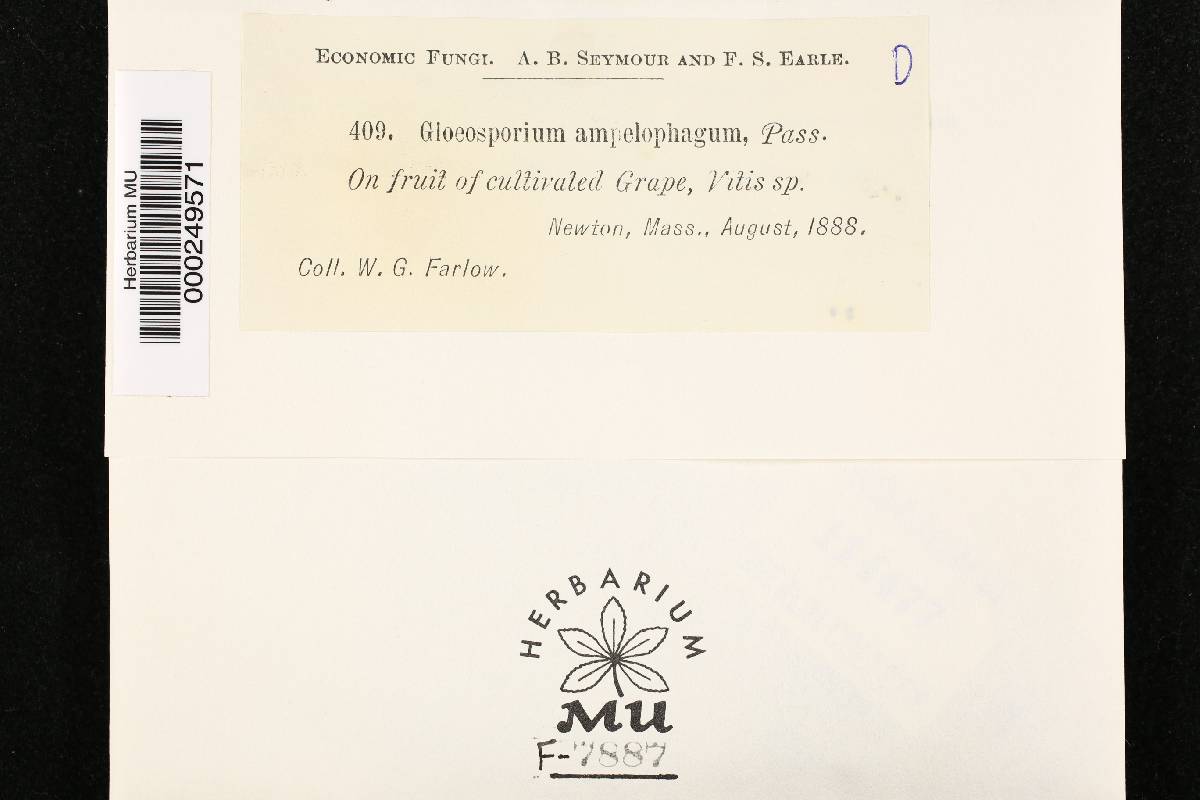 Economic Fungi. A. B. Seymour and F. S. Earle.
D
409. Gloeosporium ampelophagum, Pass.
On fruit of cultivated Grape, Vitis sp.
Newton, Mass., August, 1888.
Coll. W. G. Farlow.
Herbarium MU
000249571
HERBARIUM
MU
F-7887